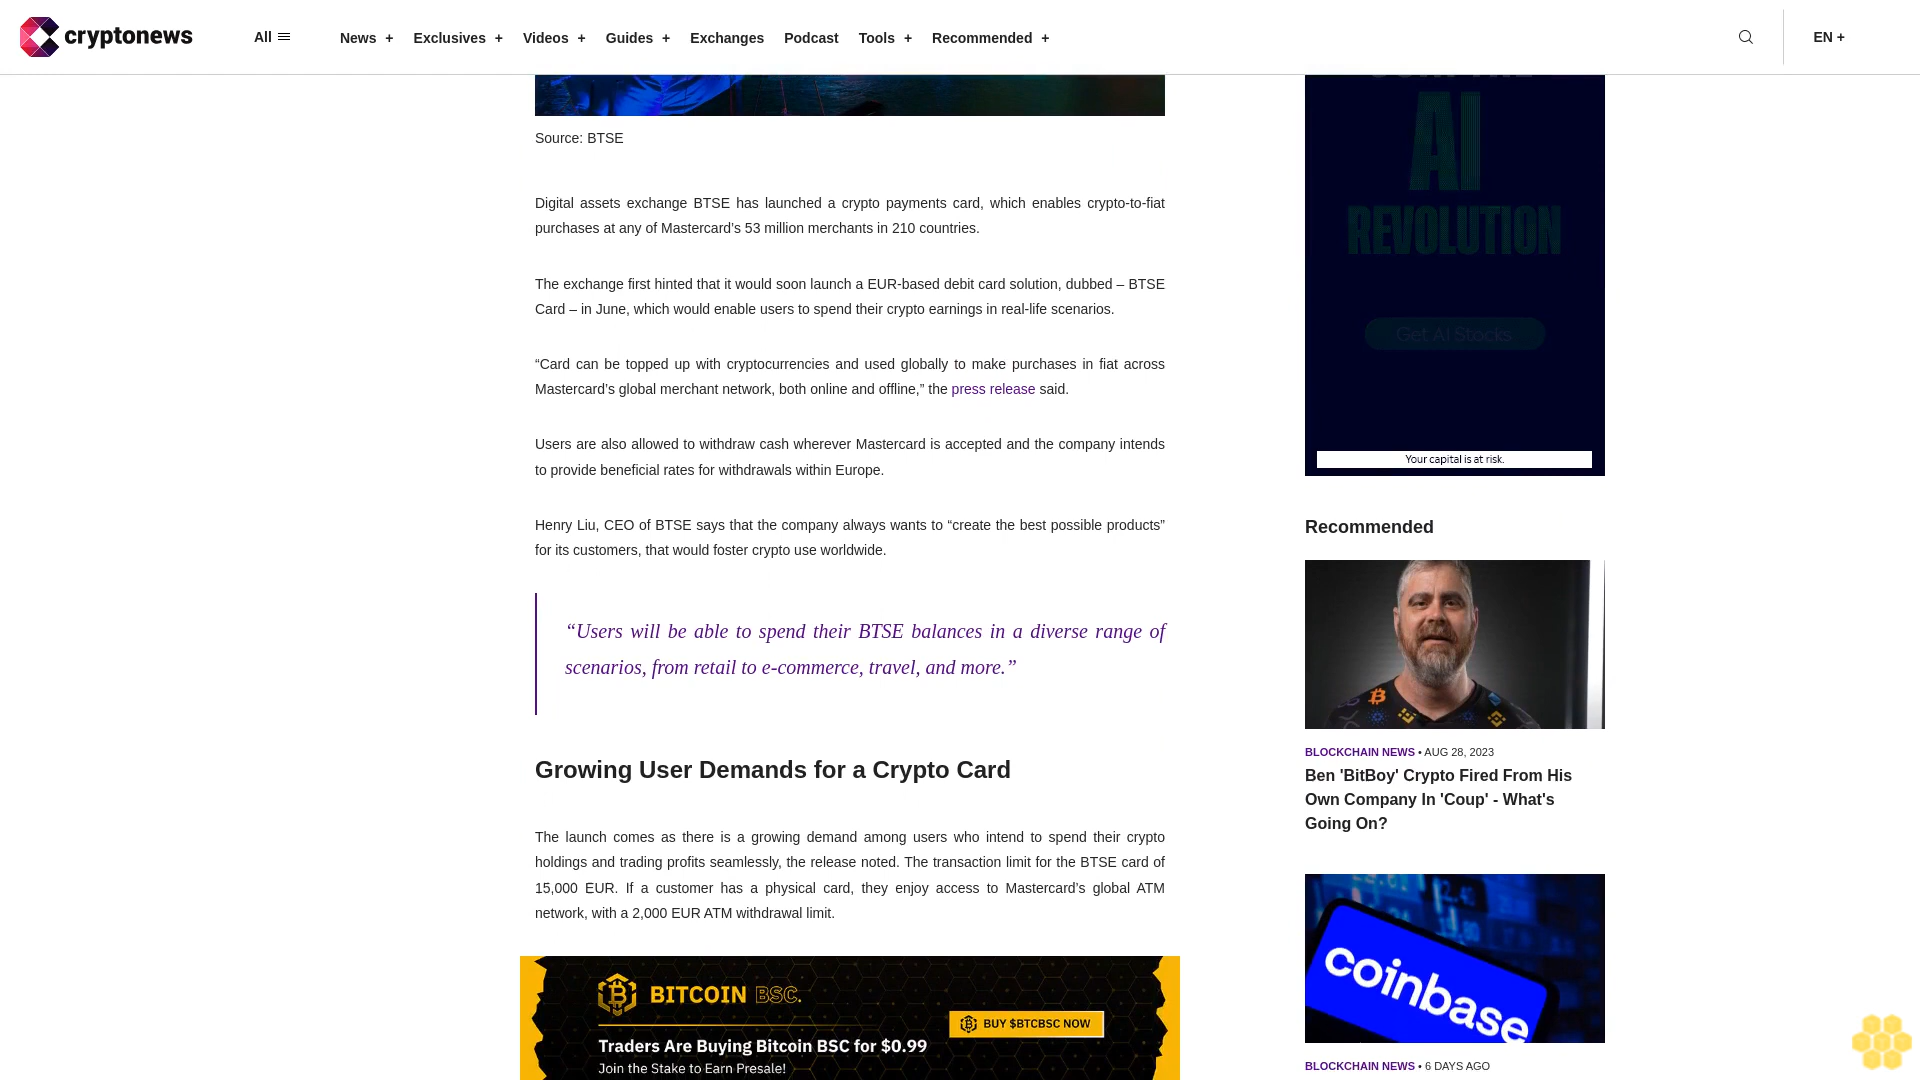 cryptonews
All
News +
Exclusives +
Videos +
Guides +
Exchanges
Podcast
Tools +
Recommended +
EN +
Source: BTSE
Digital assets exchange BTSE has launched a crypto payments card, which enables crypto-to-fiat
purchases at any of Mastercard’s 53 million merchants in 210 countries.
The exchange first hinted that it would soon launch a EUR-based debit card solution, dubbed – BTSE
Card – in June, which would enable users to spend their crypto earnings in real-life scenarios.
“Card can be topped up with cryptocurrencies and used globally to make purchases in fiat across
Mastercard’s global merchant network, both online and offline,” the press release said.
Users are also allowed to withdraw cash wherever Mastercard is accepted and the company intends
to provide beneficial rates for withdrawals within Europe.
Henry Liu, CEO of BTSE says that the company always wants to “create the best possible products”
for its customers, that would foster crypto use worldwide.
“Users will be able to spend their BTSE balances in a diverse range of
scenarios, from retail to e-commerce, travel, and more.”
Growing User Demands for a Crypto Card
The launch comes as there is a growing demand among users who intend to spend their crypto
holdings and trading profits seamlessly, the release noted. The transaction limit for the BTSE card of
15,000 EUR. If a customer has a physical card, they enjoy access to Mastercard’s global ATM
network, with a 2,000 EUR ATM withdrawal limit.
BITCOIN BSC.
BUY $BTCBSC NOW
Traders Are Buying Bitcoin BSC for $0.99
Join the Stake to Earn Presale!
AI
REVOLUTION
Get AI Stocks
Your capital is at risk.
Recommended
BLOCKCHAIN NEWS • AUG 28, 2023
Ben 'BitBoy' Crypto Fired From His
Own Company In 'Coup' - What's
Going On?
coinbase
BLOCKCHAIN NEWS • 6 DAYS AGO